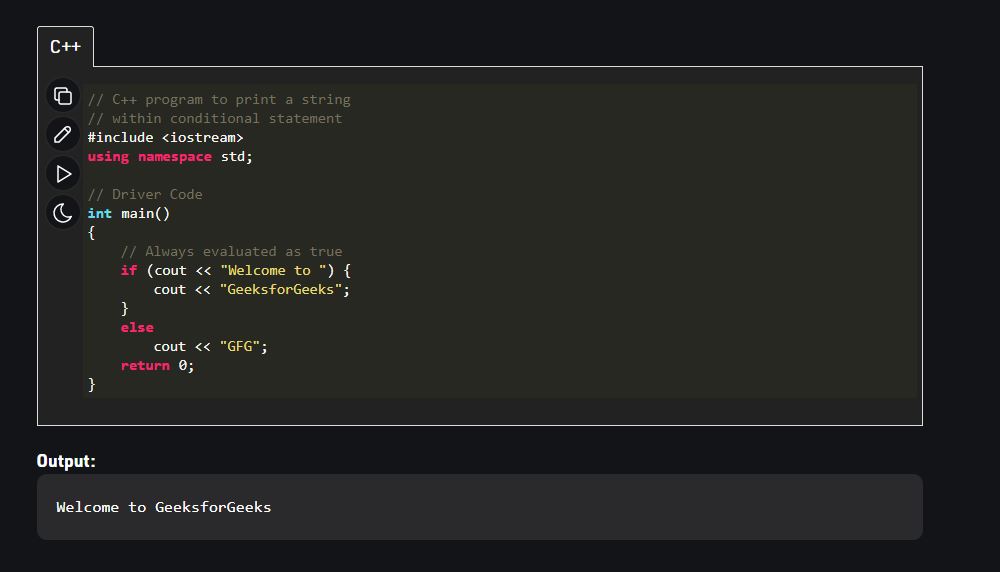 C++
// C++ program to print a string
// within conditional statement
#include <iostream>
using namespace std;
// Driver Code
int main()
{
    // Always evaluated as true
    if (cout << "Welcome to ") {
        cout << "GeeksforGeeks";
    }
    else
        cout << "GFG";
    return 0;
}
Output:
Welcome to GeeksforGeeks